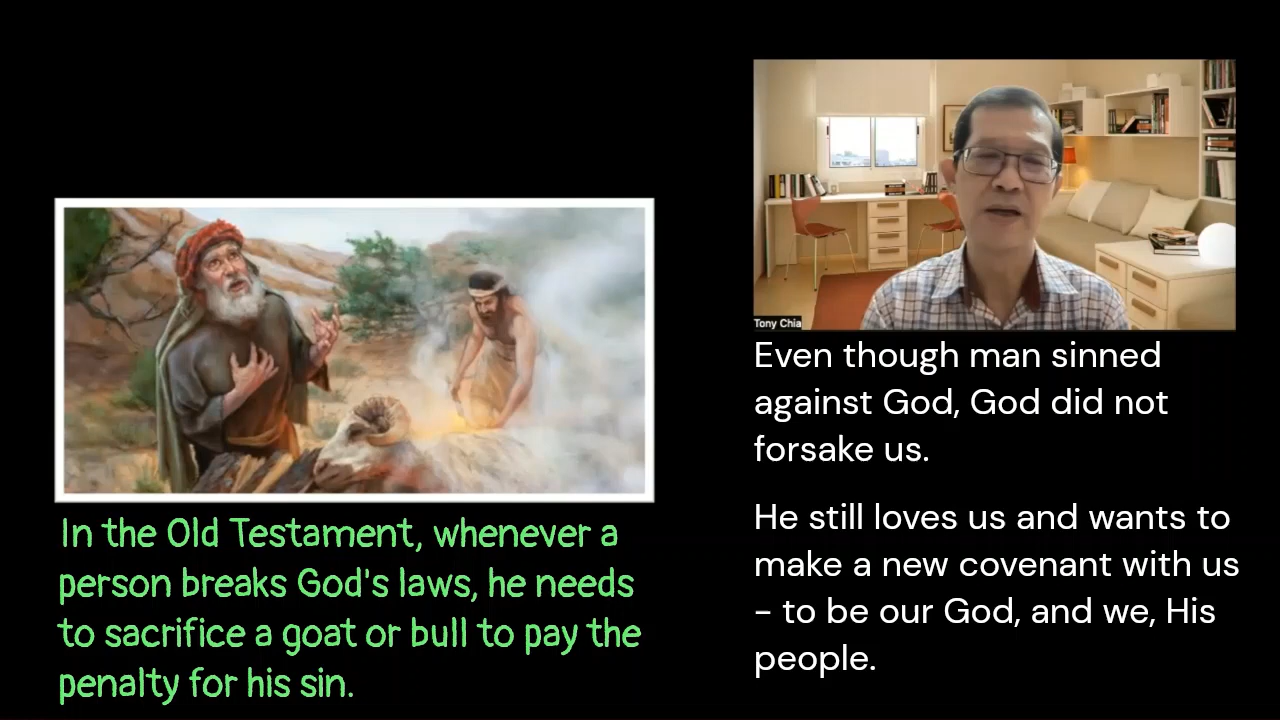 In the Old Testament, whenever a
person breaks God's laws, he needs
to sacrifice a goat or bull to pay the
penalty for his sin.
Tony Chia
Even though man sinned
against God, God did not
forsake us.
He still loves us and wants to
make a new covenant with us
– to be our God, and we, His
people.